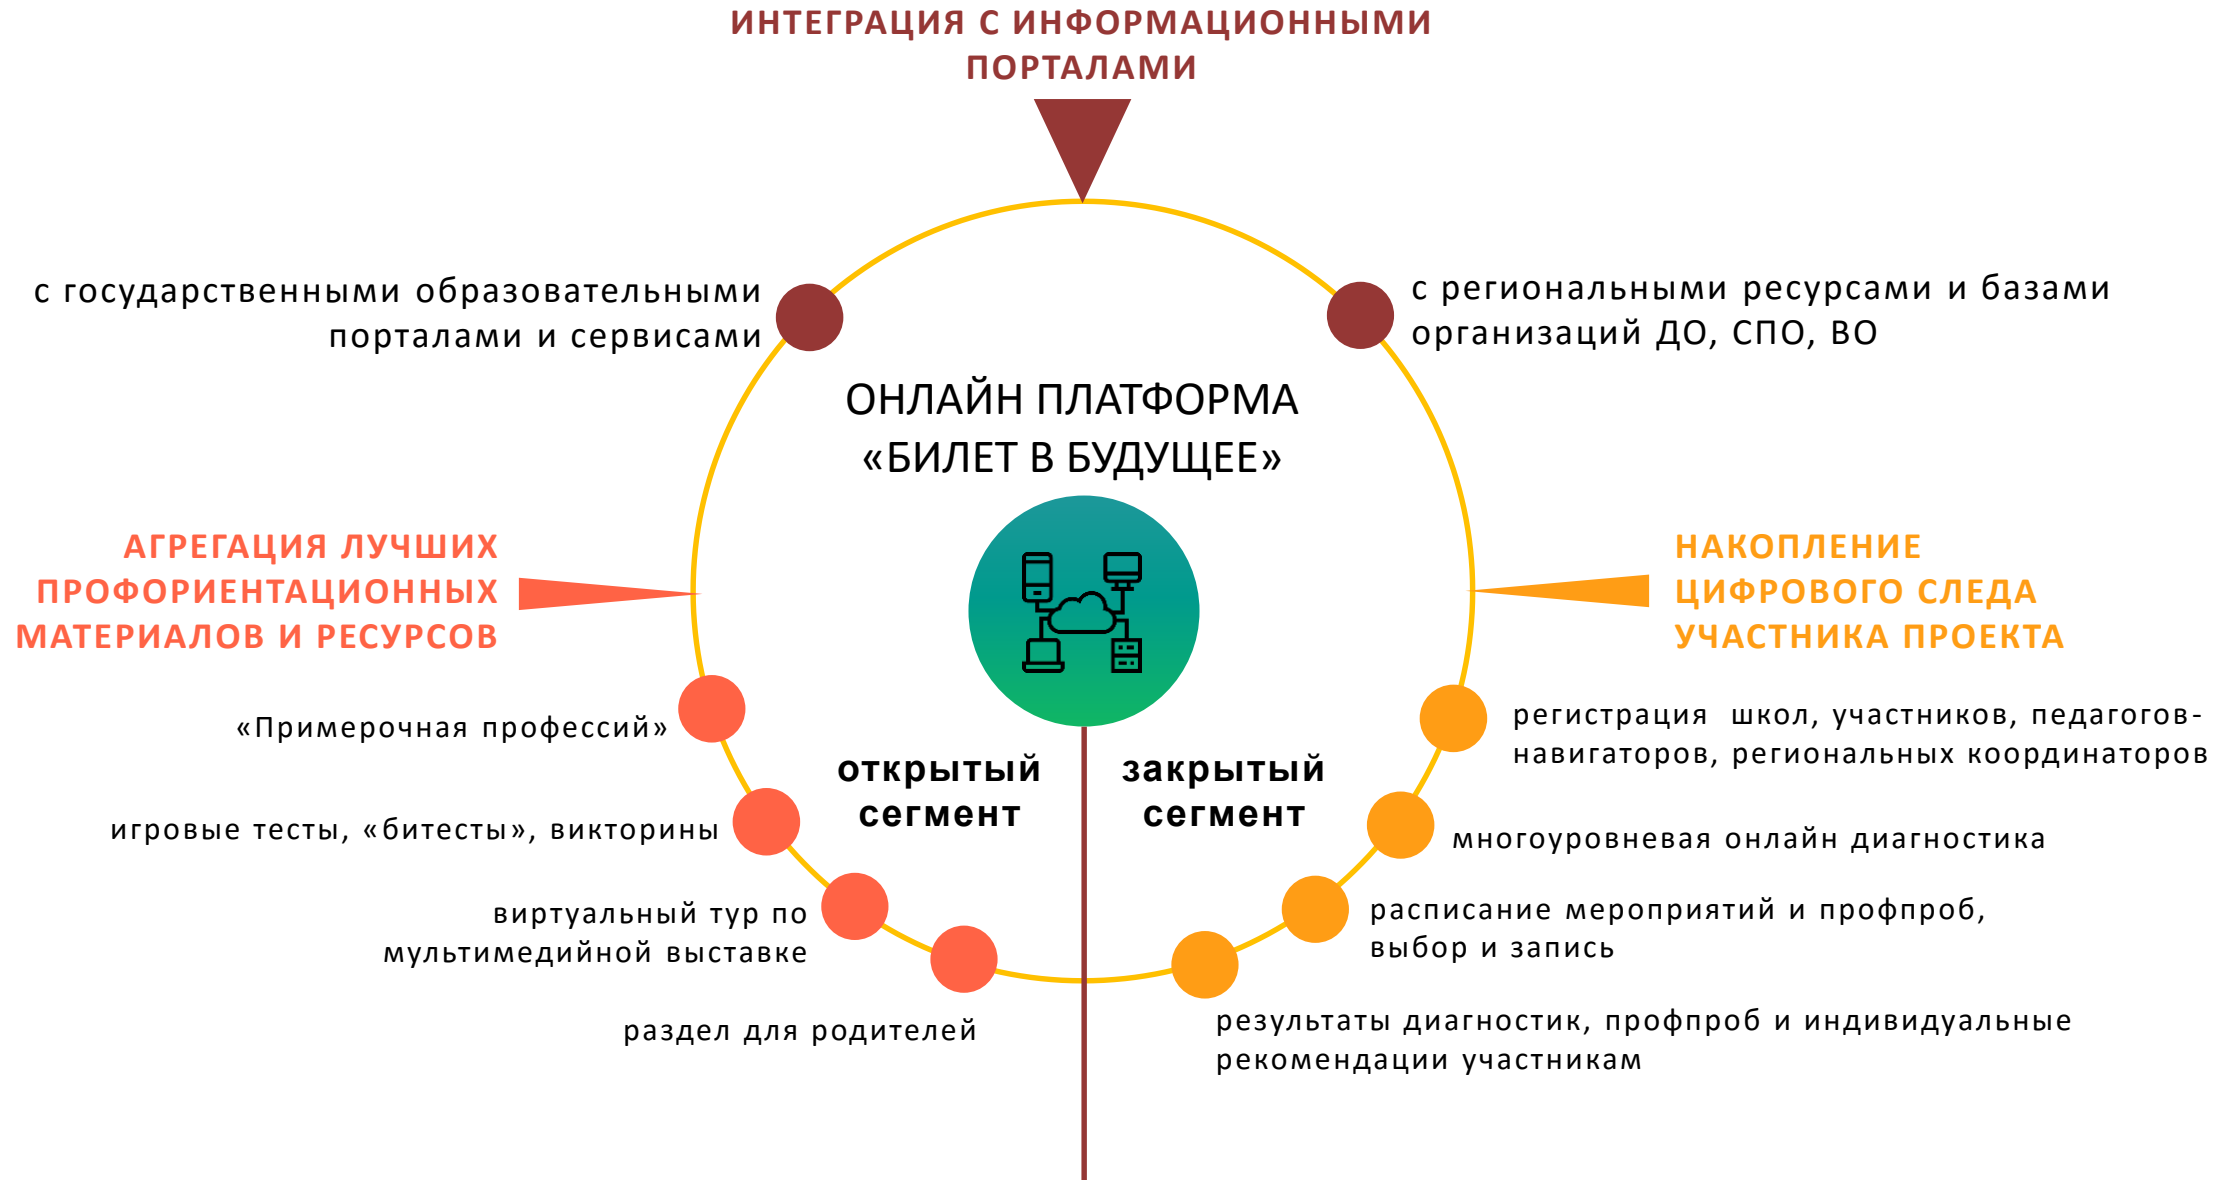 ИНТЕГРАЦИЯ С ИНФОРМАЦИОННЫМИ
ПОРТАЛАМИ
с государственными образовательными
порталами и сервисами
с региональными ресурсами и базами
организаций ДО, СПО, ВО
ОНЛАЙН ПЛАТФОРМА
«БИЛЕТ В БУДУЩЕЕ»
АГРЕГАЦИЯ ЛУЧШИХ
ПРОФОРИЕНТАЦИОННЫХ
МАТЕРИАЛОВ И РЕСУРСОВ
НАКОПЛЕНИЕ
ЦИФРОВОГО СЛЕДА
УЧАСТНИКА ПРОЕКТА
открытый
сегмент
закрытый
сегмент
«Примерочная профессий»
игровые тесты, «битесты», викторины
виртуальный тур по
мультимедийной выставке
раздел для родителей
регистрация школ, участников, педагогов-
навигаторов, региональных координаторов
многоуровневая онлайн диагностика
расписание мероприятий и профпроб,
выбор и запись
результаты диагностик, профпроб и индивидуальные
рекомендации участникам